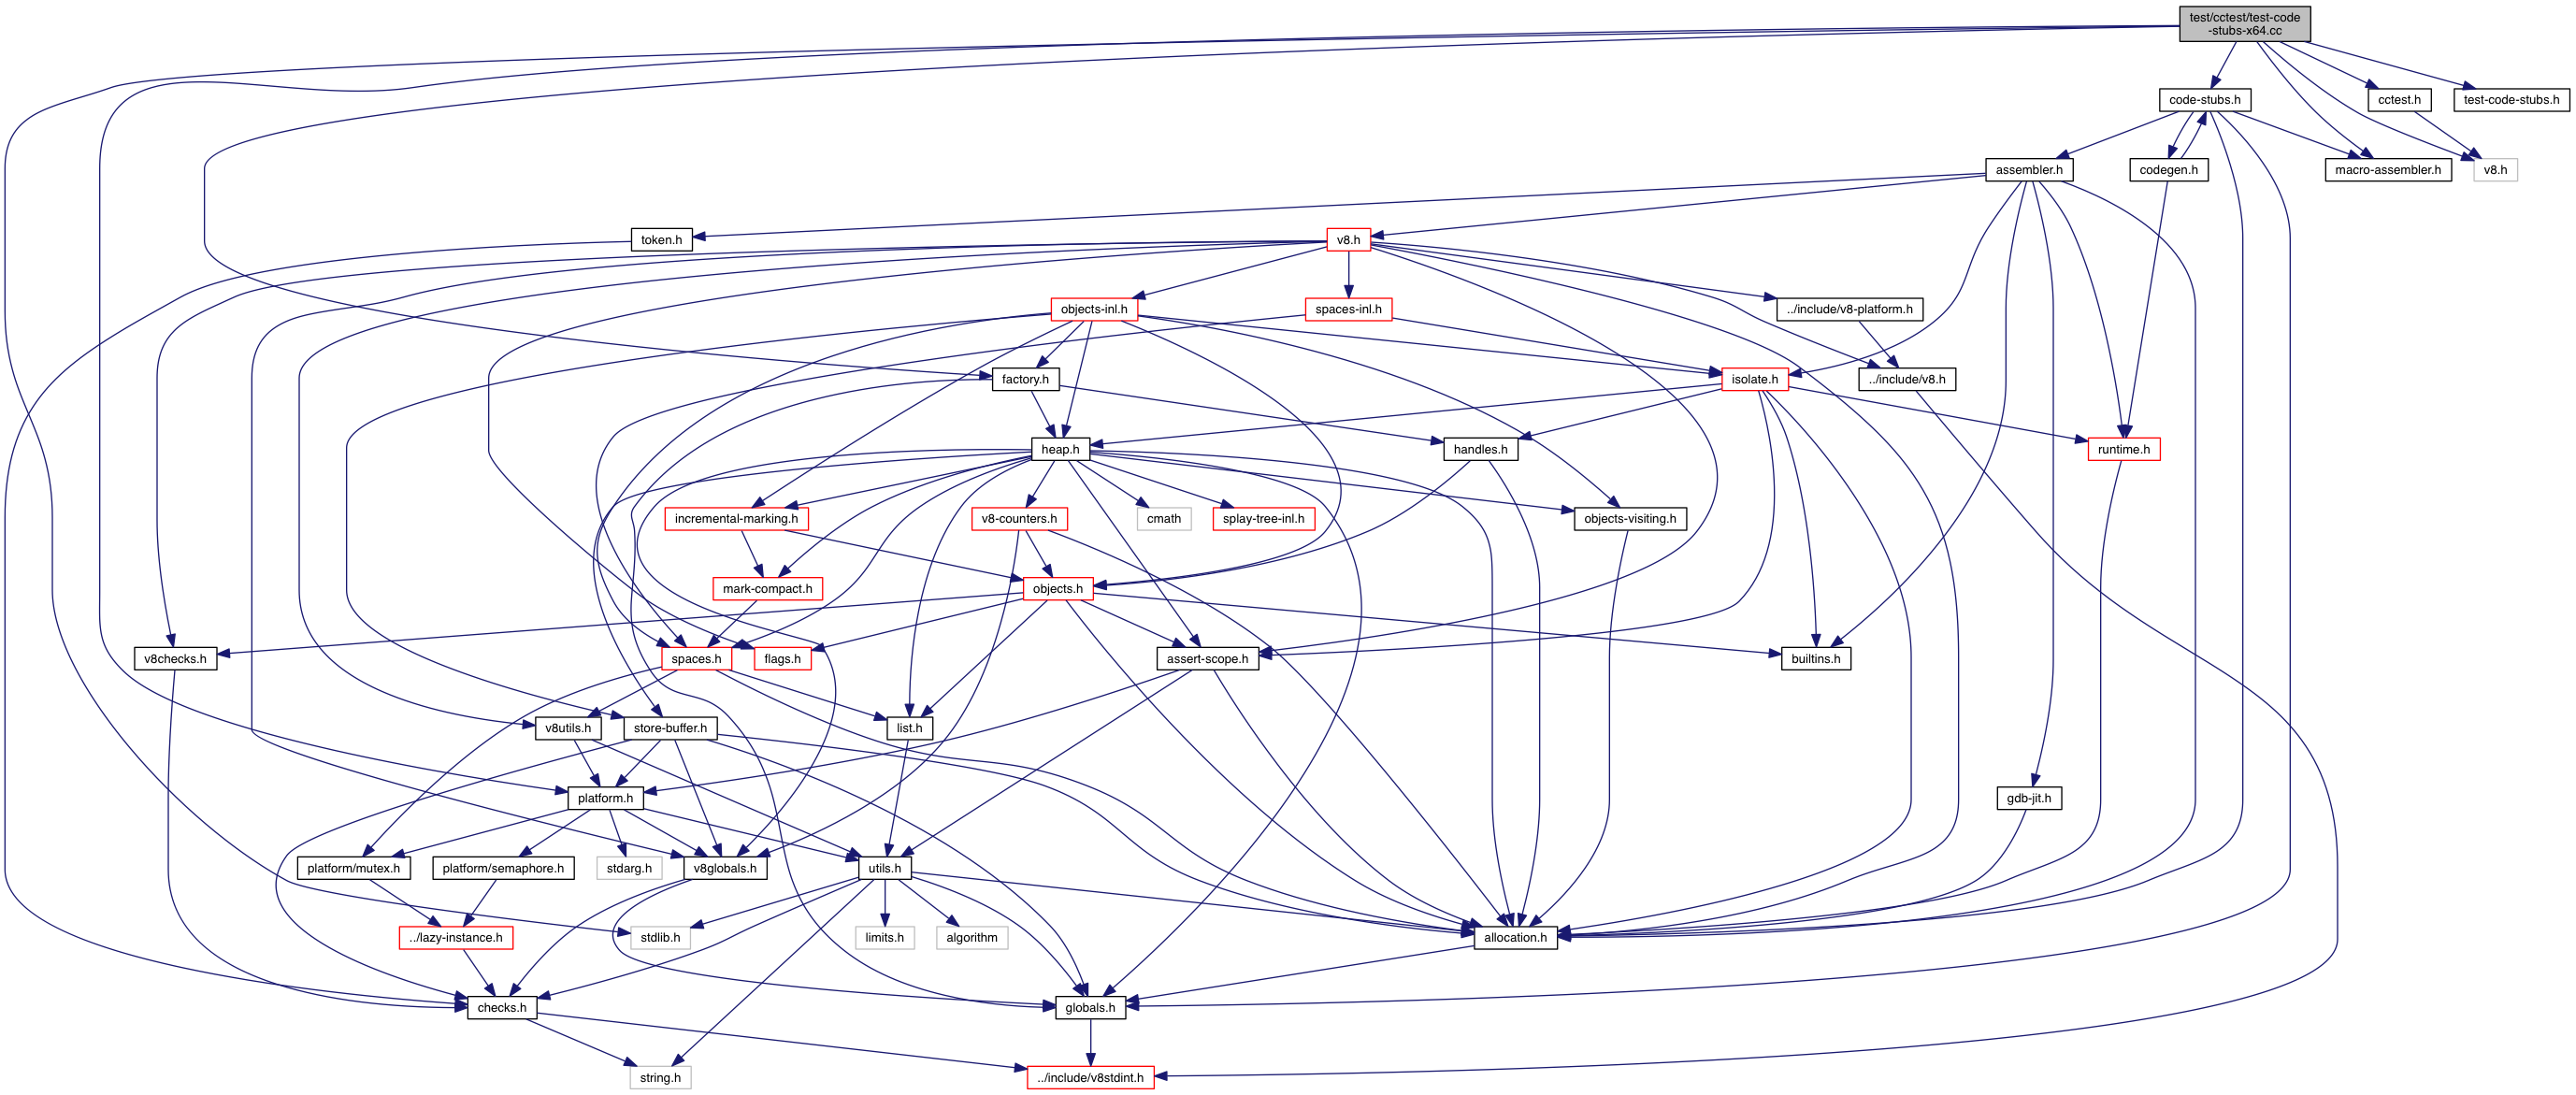 test/cctest/test-code
-stubs-x64.cc
code-stubs.h
cctest.h
test-code-stubs.h
assembler.h
codegen.h
macro-assembler.h
v8.h
token.h
v8.h
objects-inl.h
spaces-inl.h
../include/v8-platform.h
factory.h
isolate.h
../include/v8.h
heap.h
handles.h
runtime.h
incremental-marking.h
v8-counters.h
cmath
splay-tree-inl.h
objects-visiting.h
mark-compact.h
objects.h
v8checks.h
spaces.h
flags.h
assert-scope.h
builtins.h
v8utils.h
store-buffer.h
list.h
platform.h
gdb-jit.h
platform/mutex.h
platform/semaphore.h
stdarg.h
v8globals.h
utils.h
../lazy-instance.h
stdlib.h
limits.h
algorithm
allocation.h
checks.h
globals.h
string.h
../include/v8stdint.h